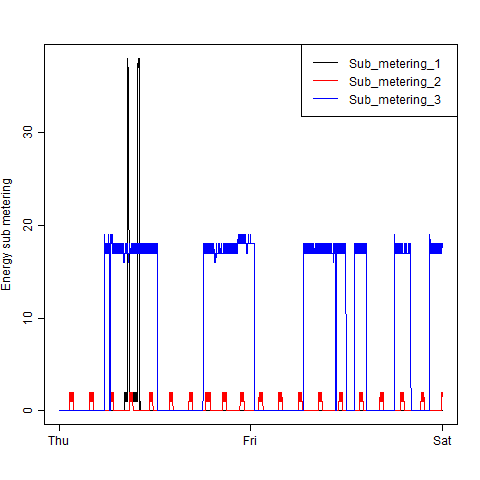 Sub_metering_1
Sub_metering_2
Sub_metering_3
Energy sub metering
30
20
10
0
Thu
Fri
Sat